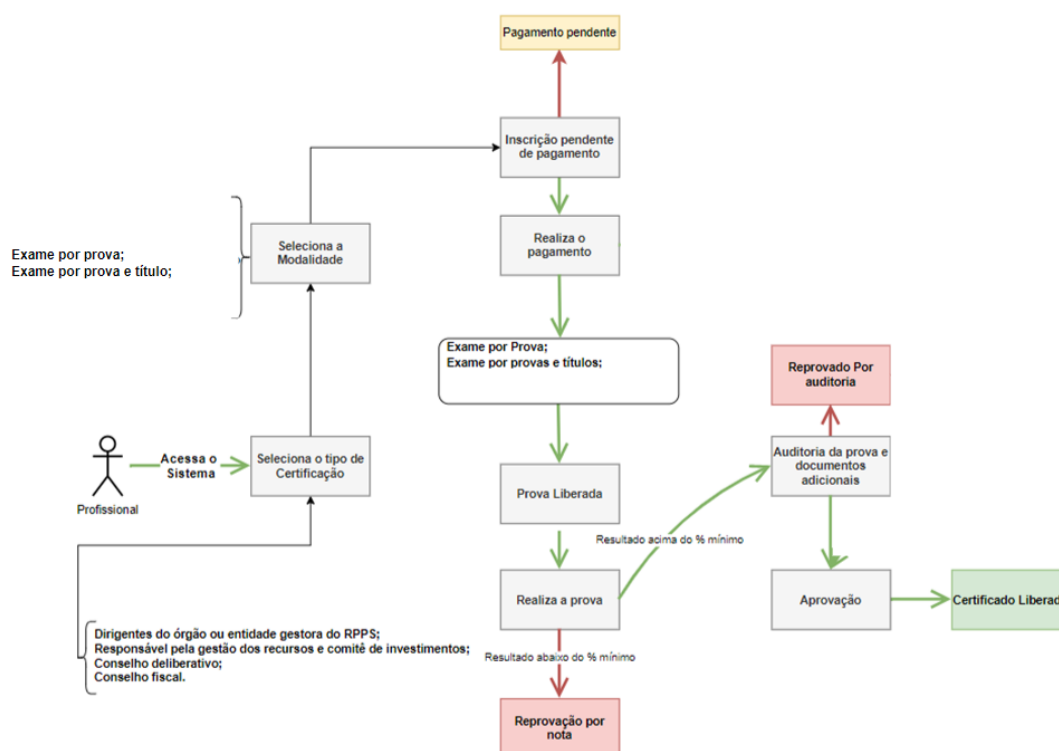 Pagamento pendente
Inscrição pendente
de pagamento
Seleciona a
Modalidade
Exame por prova;
Exame por prova e título;
Realiza o
pagamento
Exame por Prova;
Exame por provas e títulos;
Reprovado Por
auditoria
Acessa o
Sistema
Profissional
Seleciona o tipo de
Certificação
Auditoria da prova e
documentos
adicionais
Prova Liberada
Resultado acima do % mínimo
Realiza a prova
Aprovação
Certificado Liberad
Dirigentes do órgão ou entidade gestora do RPPS;
Responsável pela gestão dos recursos e comitê de investimentos;
Conselho deliberativo;
Conselho fiscal.
Resultado abaixo do % mínimo
Reprovação por
nota